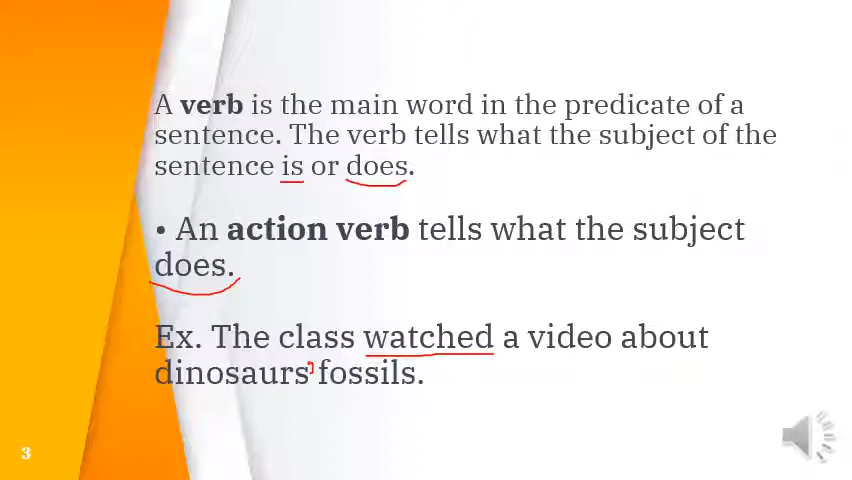 A verb is the main word in the predicate of a
sentence. The verb tells what the subject of the
sentence is or does.
• An action verb tells what the subject
does.
Ex. The class watched a video about
dinosaurs’ fossils.
3